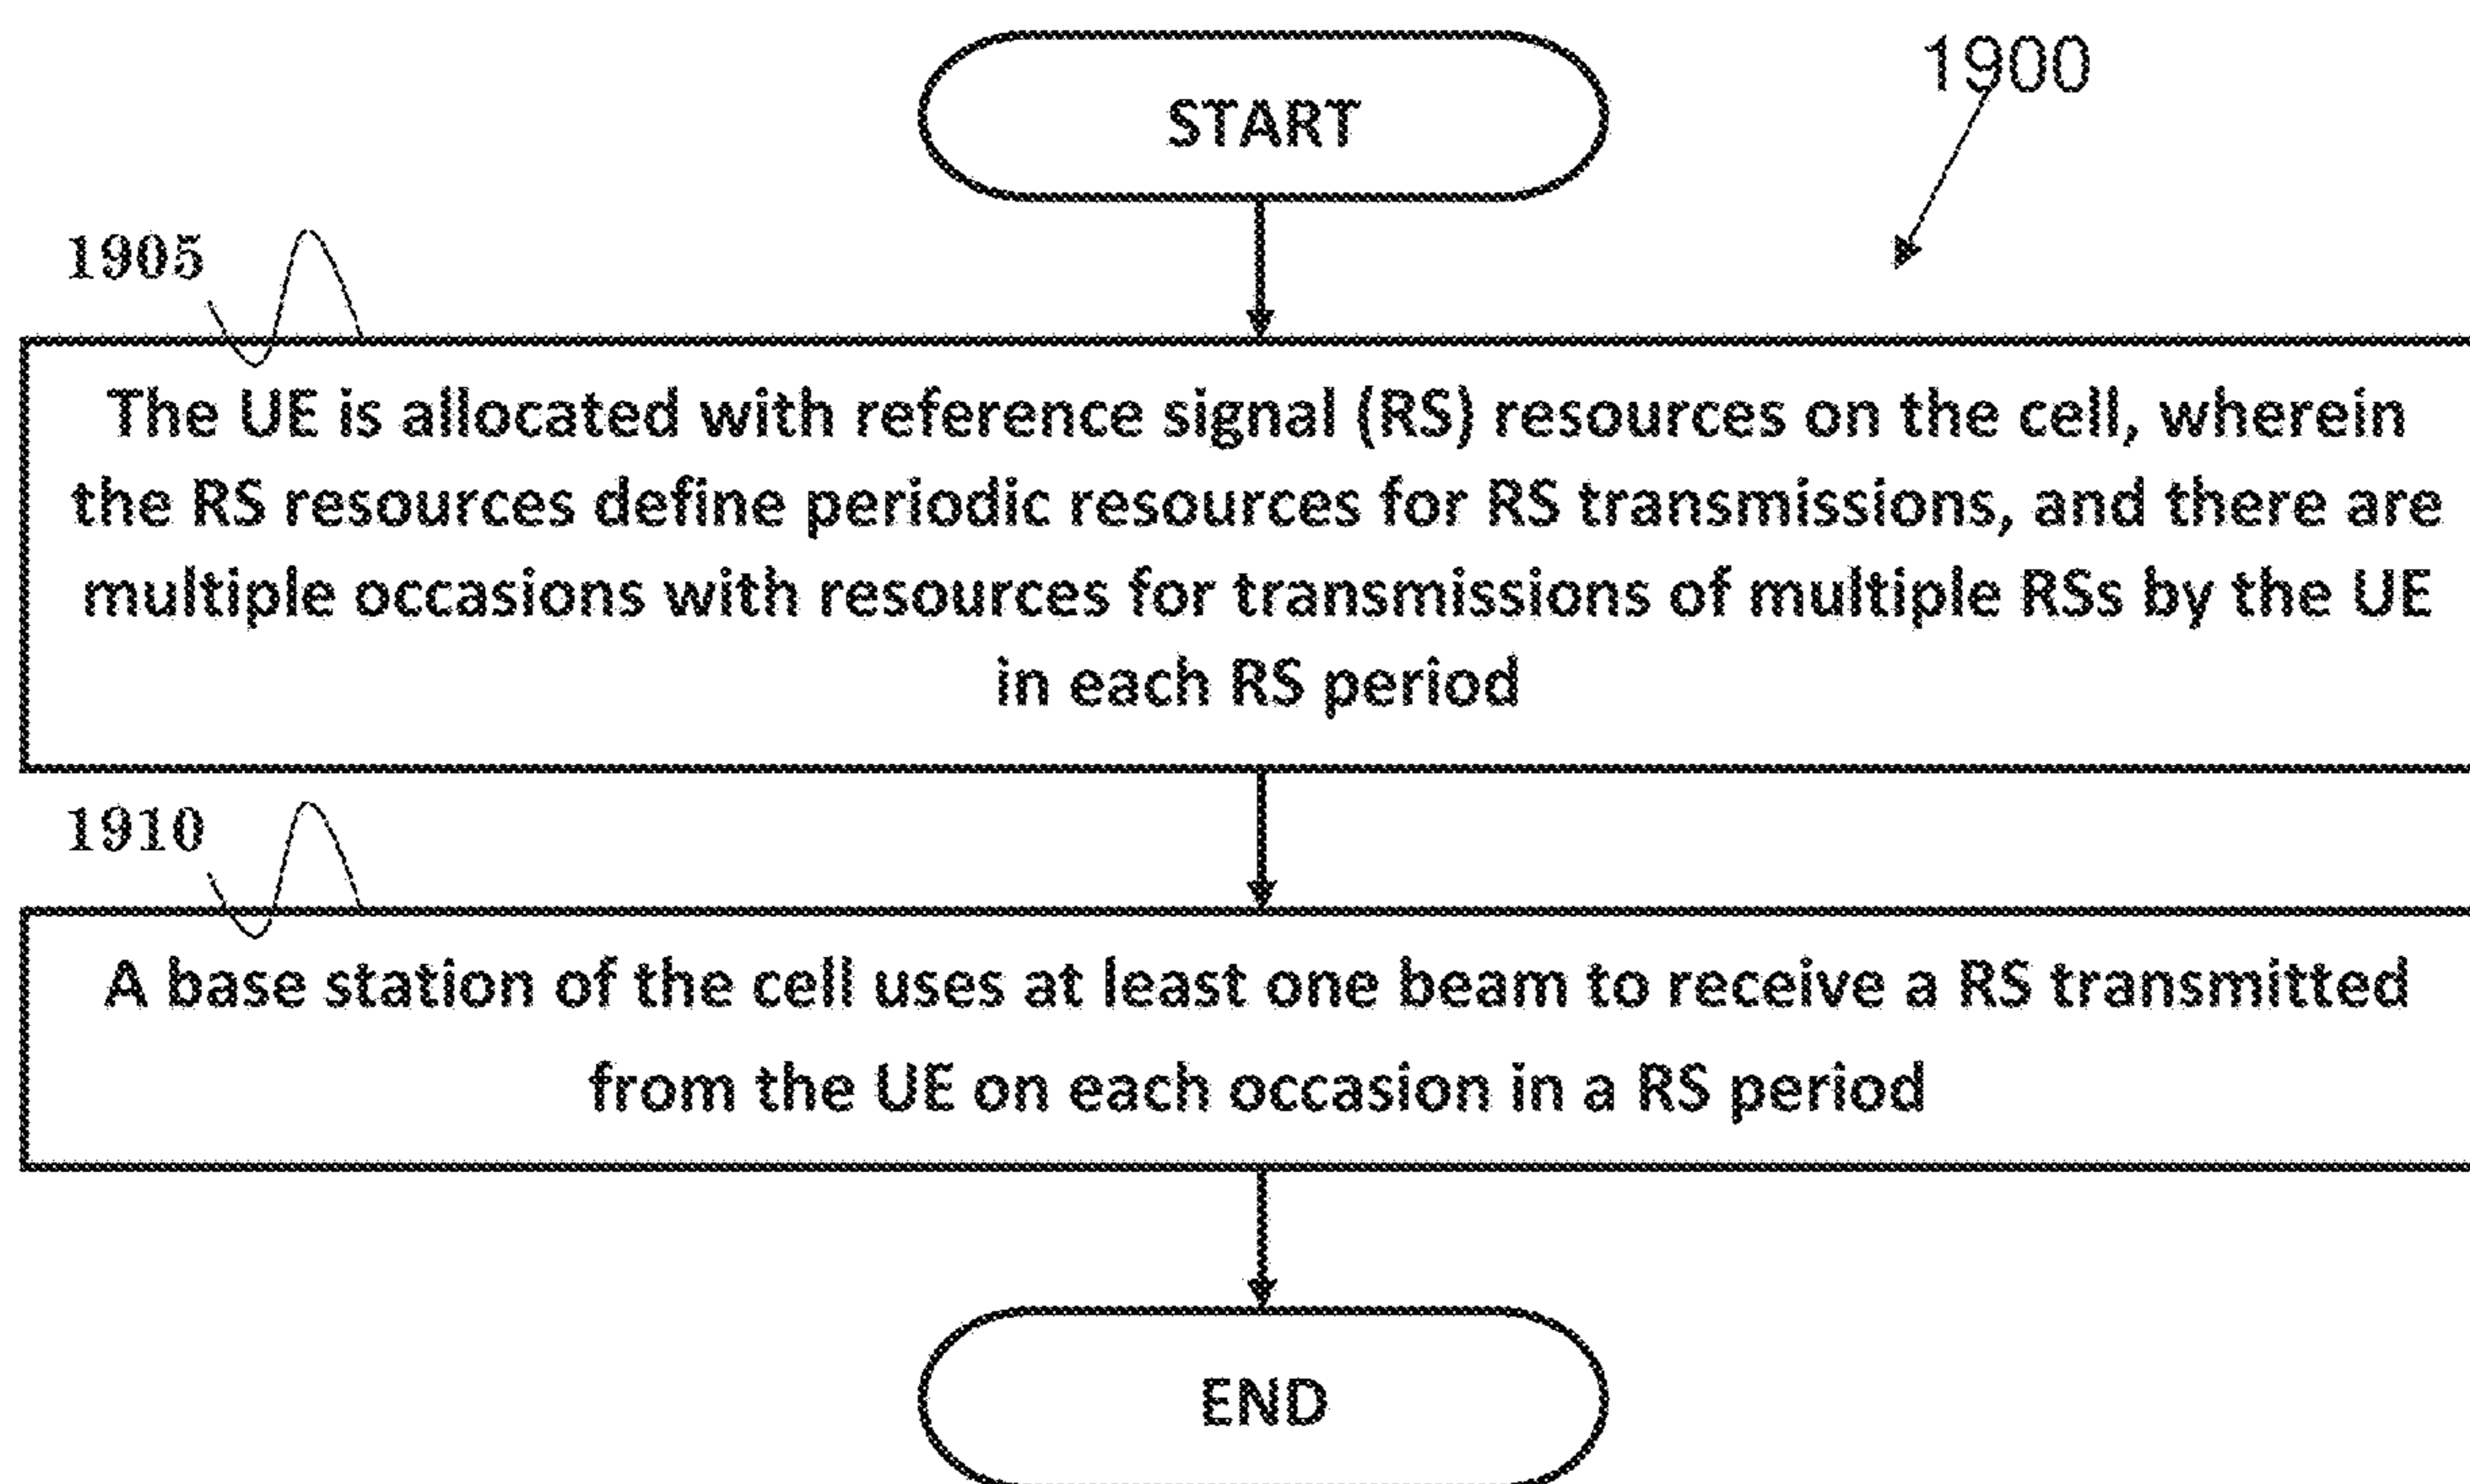 START
1900
1905
The UE is allocated with reference signal (RS) resources on the cell, wherein
the RS resources define periodic resources for RS transmissions, and there are
multiple occasions with resources for transmissions of multiple RSs by the UE
in each RS period
1910
A base station of the cell uses at least one beam to receive a RS transmitted
from the UE on each occasion in a RS period
END